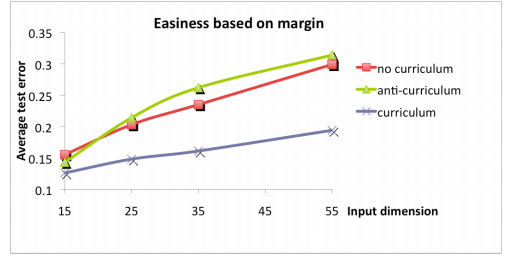 Easiness based on margin
0.35
0.3
0.25
0.2
0.15
0.1
Average test error
15 25 35 45 55 Input dimension
no curriculum
anti-curriculum
curriculum